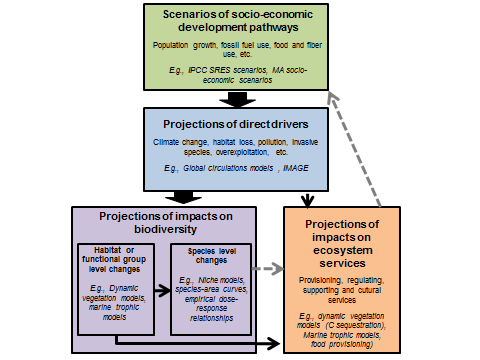 Scenarios of socio-economic
development pathways
Population growth, fossil fuel use, food and fiber
use, etc.
E.g., IPCC SRES scenarios, MA socio-
economic scenarios
Projections of direct drivers
Climate change, habitat loss, pollution, invasive
species, overexploitation, etc.
E.g., Global circulations models , IMAGE
Projections of impacts on
biodiversity
Habitat or
functional group
level changes
E.g., Dynamic
vegetation models,
marine trophic
models
Species level
changes
E.g., Niche models,
species-area curves,
empirical dose-
response
relationships
Projections of
impacts on
ecosystem
services
Provisioning, regulating,
supporting and cutural
services
E.g., dynamic vegetation
models (C sequestration),
Marine trophic models,
food provisioning)